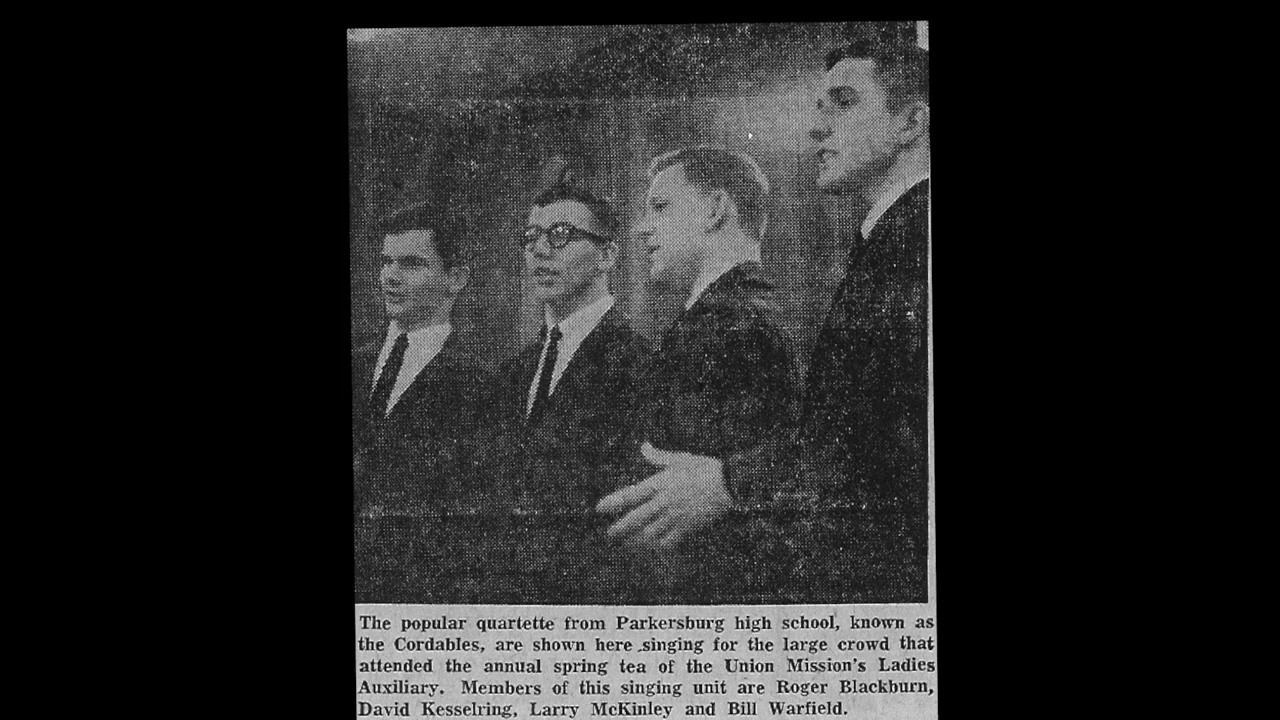 The popular quartette from Parkersburg high school, known as
the Cordables, are shown here singing for the large crowd that
attended the annual spring tea of the Union Mission's Ladies
Auxiliary. Members of this singing unit are Roger Blackburn,
David Kesselring, Larry McKinley and Bill Warfield.